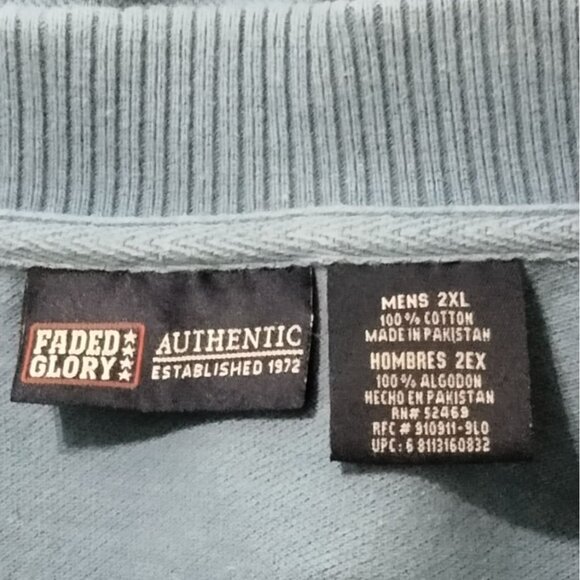 FADED
GLORY
AUTHENTIC
ESTABLISHED 1972
MENS 2XL
100% COTTON
MADE IN PAKISTAN
HOMBRES 2EX
100% ALGODON
HECHO EN PAKISTAN
RN# 52469
RFC # 910911-9L0
UPC: 6 8113160832